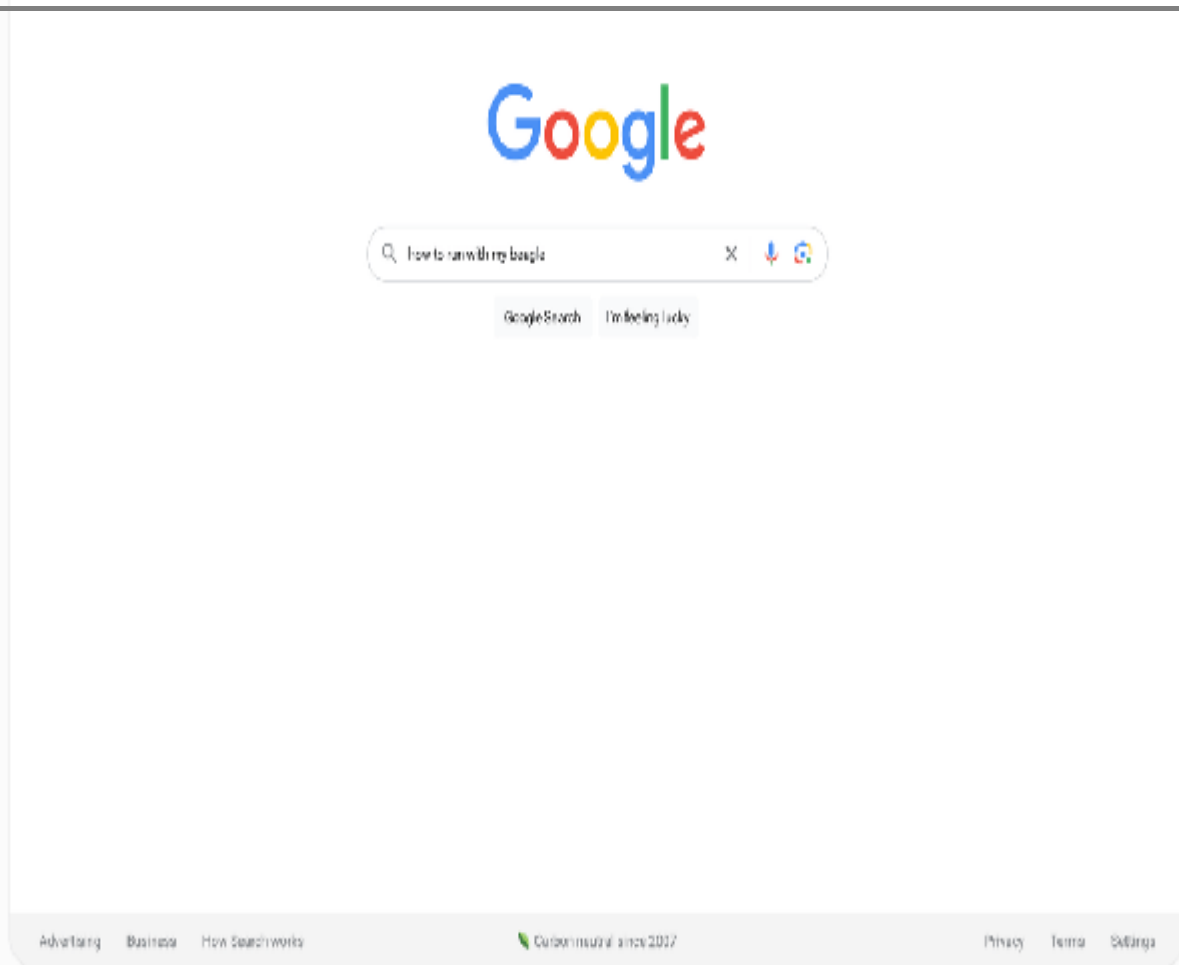 Google
how to run with my beagle
Google Search I'm feeling lucky
Advertising Business How Search works Carbon neutral since 2007 Privacy Terms Settings